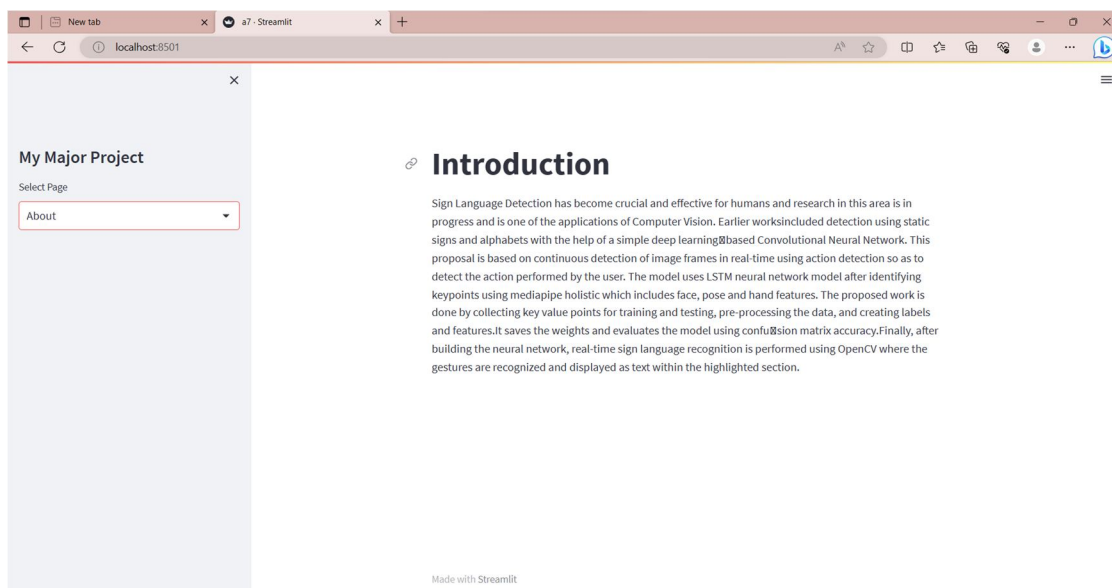 New tab
a7 · Streamlit
localhost:8501
My Major Project
Select Page
About
Introduction
Sign Language Detection has become crucial and effective for humans and research in this area is in
progress and is one of the applications of Computer Vision. Earlier worksincluded detection using static
signs and alphabets with the help of a simple deep learning�based Convolutional Neural Network. This
proposal is based on continuous detection of image frames in real-time using action detection so as to
detect the action performed by the user. The model uses LSTM neural network model after identifying
keypoints using mediapipe holistic which includes face, pose and hand features. The proposed work is
done by collecting key value points for training and testing, pre-processing the data, and creating labels
and features.It saves the weights and evaluates the model using confu�sion matrix accuracy.Finally, after
building the neural network, real-time sign language recognition is performed using OpenCV where the
gestures are recognized and displayed as text within the highlighted section.
Made with Streamlit